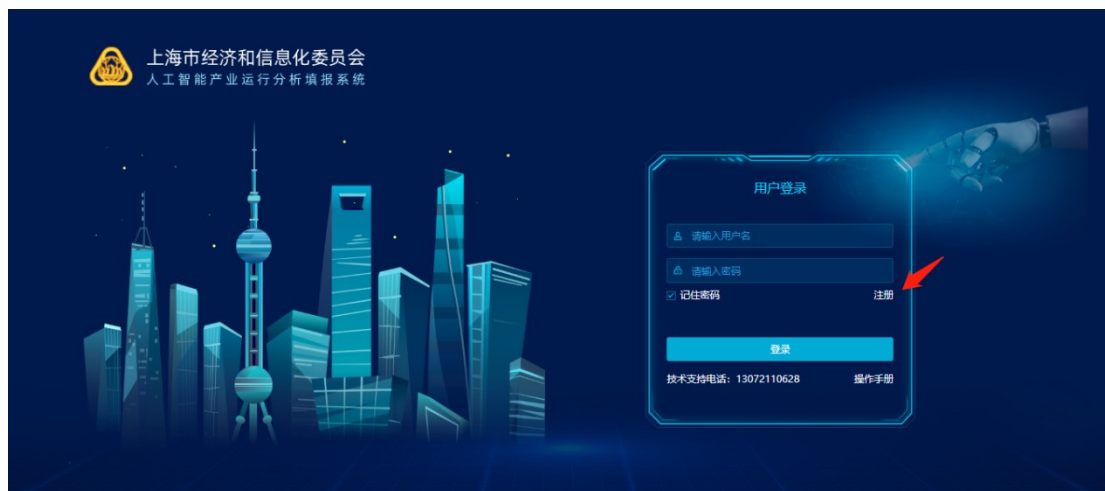 上海市经济和信息化委员会
人工智能产业运行分析填报系统
用户登录
请输入用户名
请输入密码
记住密码 注册
登录
技术支持电话：13072110628 操作手册